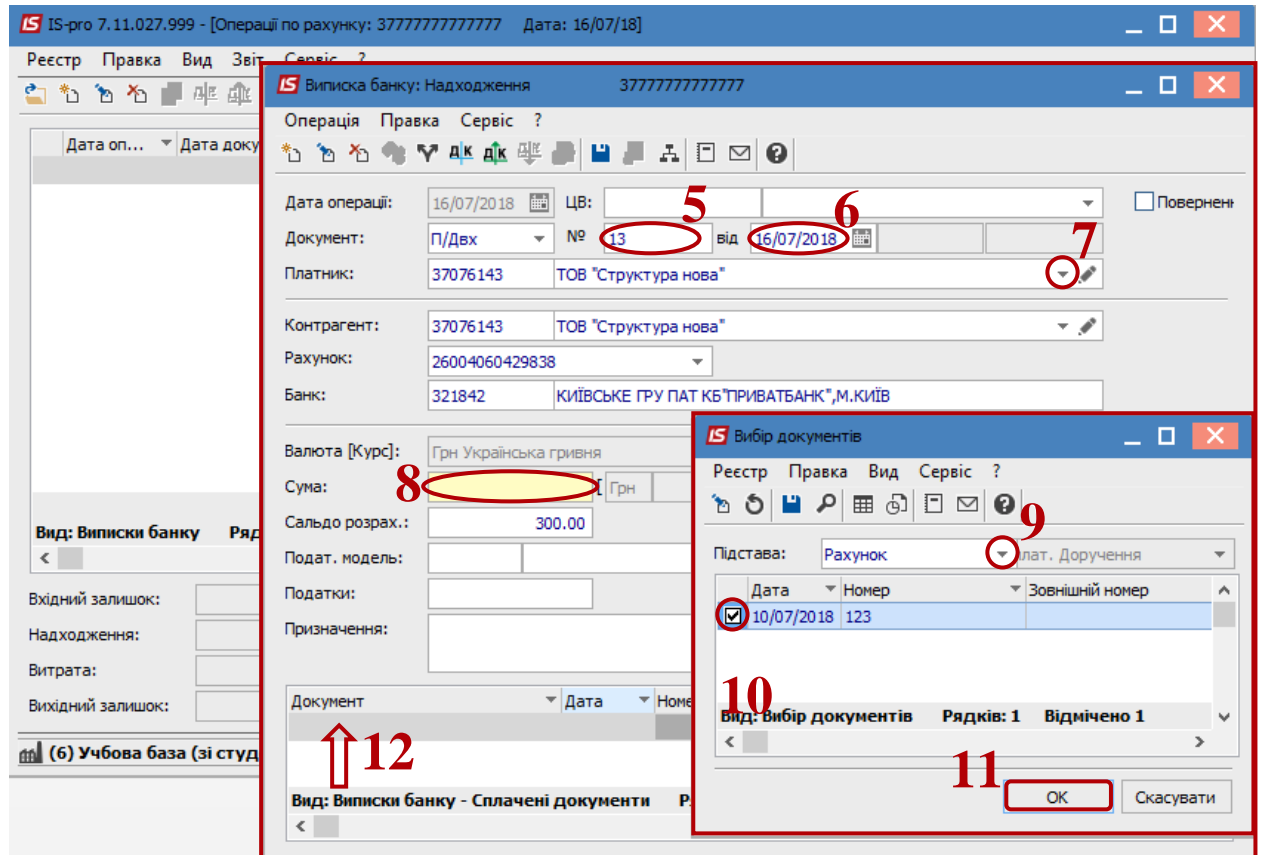 IS-pro 7.11.027.999 - [Операції по рахунку: 37777777777777 Дата: 16/07/18]
Реєстр Правка Вид Звіт Сервіс ?
Дата оп... Дата доку
Вид: Виписки банку Ряд
Вхідний залишок:
Надходження:
Витрата:
Вихідний залишок:
(6) Учбова база (зі студ
Виписка банку: Надходження 37777777777777
Операція Правка Сервіс ?
Дата операції: 16/07/2018 ЦВ: 5 6 Поверненн
Документ: П/Двх № 13 від 16/07/2018 7
Платник: 37076143 ТОВ "Структура нова"
Контрагент: 37076143 ТОВ "Структура нова"
Рахунок: 26004060429838
Банк: 321842 КИЇВСЬКЕ ГРУ ПАТ КБ"ПРИВАТБАНК",М.КИЇВ
Валюта [Курс]: Грн Українська гривня
Сума: 8 [ Грн
Сальдо розрах.: 300.00
Подат. модель:
Податки:
Призначення:
Документ Дата Номе
12
Вид: Виписки банку - Сплачені документи Р
Вибір документів
Реєстр Правка Вид Сервіс ?
9
Підстава: Рахунок лат. Доручення
Дата Номер Зовнішній номер
10/07/2018 123
10
Вид: Вибір документів Рядків: 1 Відмічено 1
11
ОК Скасувати